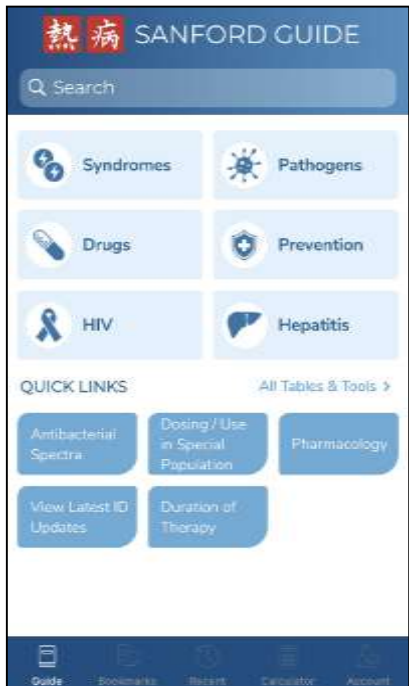 熱 病 SANFORD GUIDE
Search
Syndromes
Pathogens
Drugs
Prevention
HIV
Hepatitis
QUICK LINKS
All Tables & Tools >
Antibacterial
Spectra
Dosing / Use
in Special
Population
Pharmacology
View Latest ID
Updates
Duration of
Therapy
Guide
Bookmarks
Recent
Calculator
Account